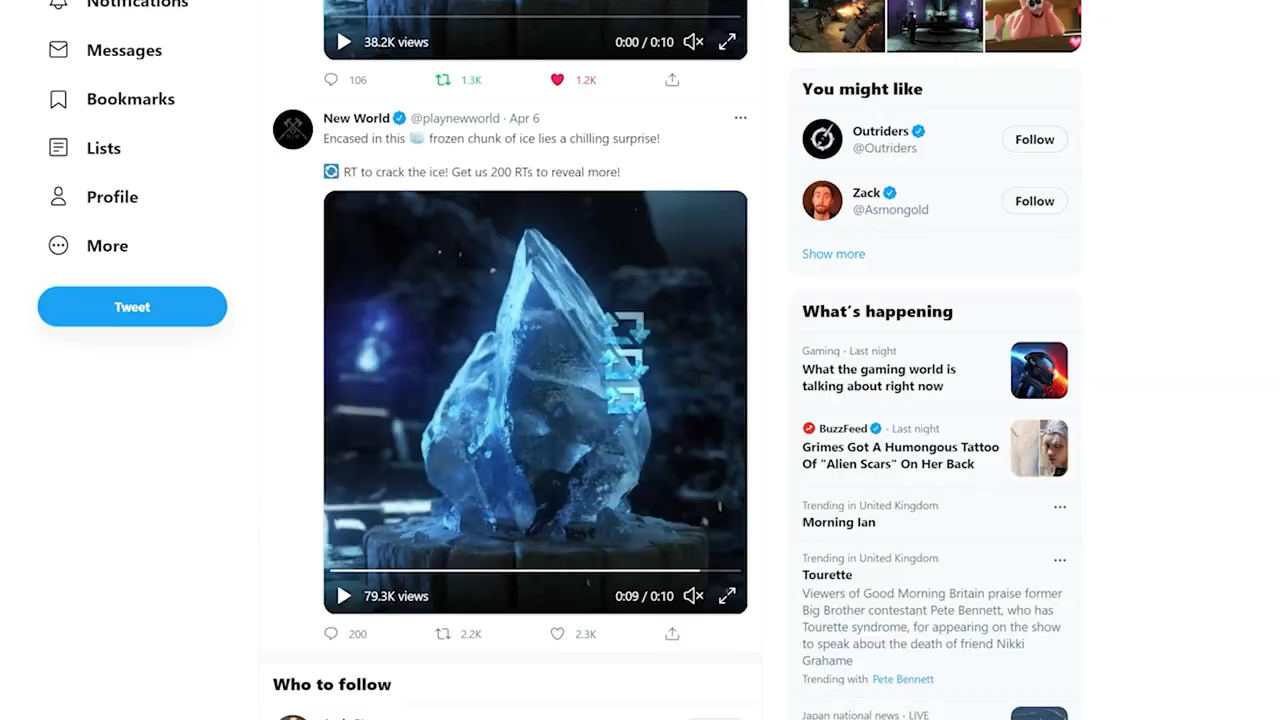 Notifications
Messages
Bookmarks
Lists
Profile
More
Tweet
38.2K views
0:00 / 0:10
106
1.3K
1.2K
New World @playnewworld · Apr 6
Encased in this frozen chunk of ice lies a chilling surprise!
RT to crack the ice! Get us 200 RTs to reveal more!
79.3K views
0:09 / 0:10
200
2.2K
2.3K
Who to follow
You might like
Outriders
@Outriders
Follow
Zack
@Asmongold
Follow
Show more
What's happening
Gaming · Last night
What the gaming world is
talking about right now
BuzzFeed · Last night
Grimes Got A Humongous Tattoo
Of "Alien Scars" On Her Back
Trending in United Kingdom
Morning Ian
Trending in United Kingdom
Tourette
Viewers of Good Morning Britain praise former
Big Brother contestant Pete Bennett, who has
Tourette syndrome, for appearing on the show
to speak about the death of friend Nikki
Grahame
Trending with Pete Bennett
Japan national news · LIVE